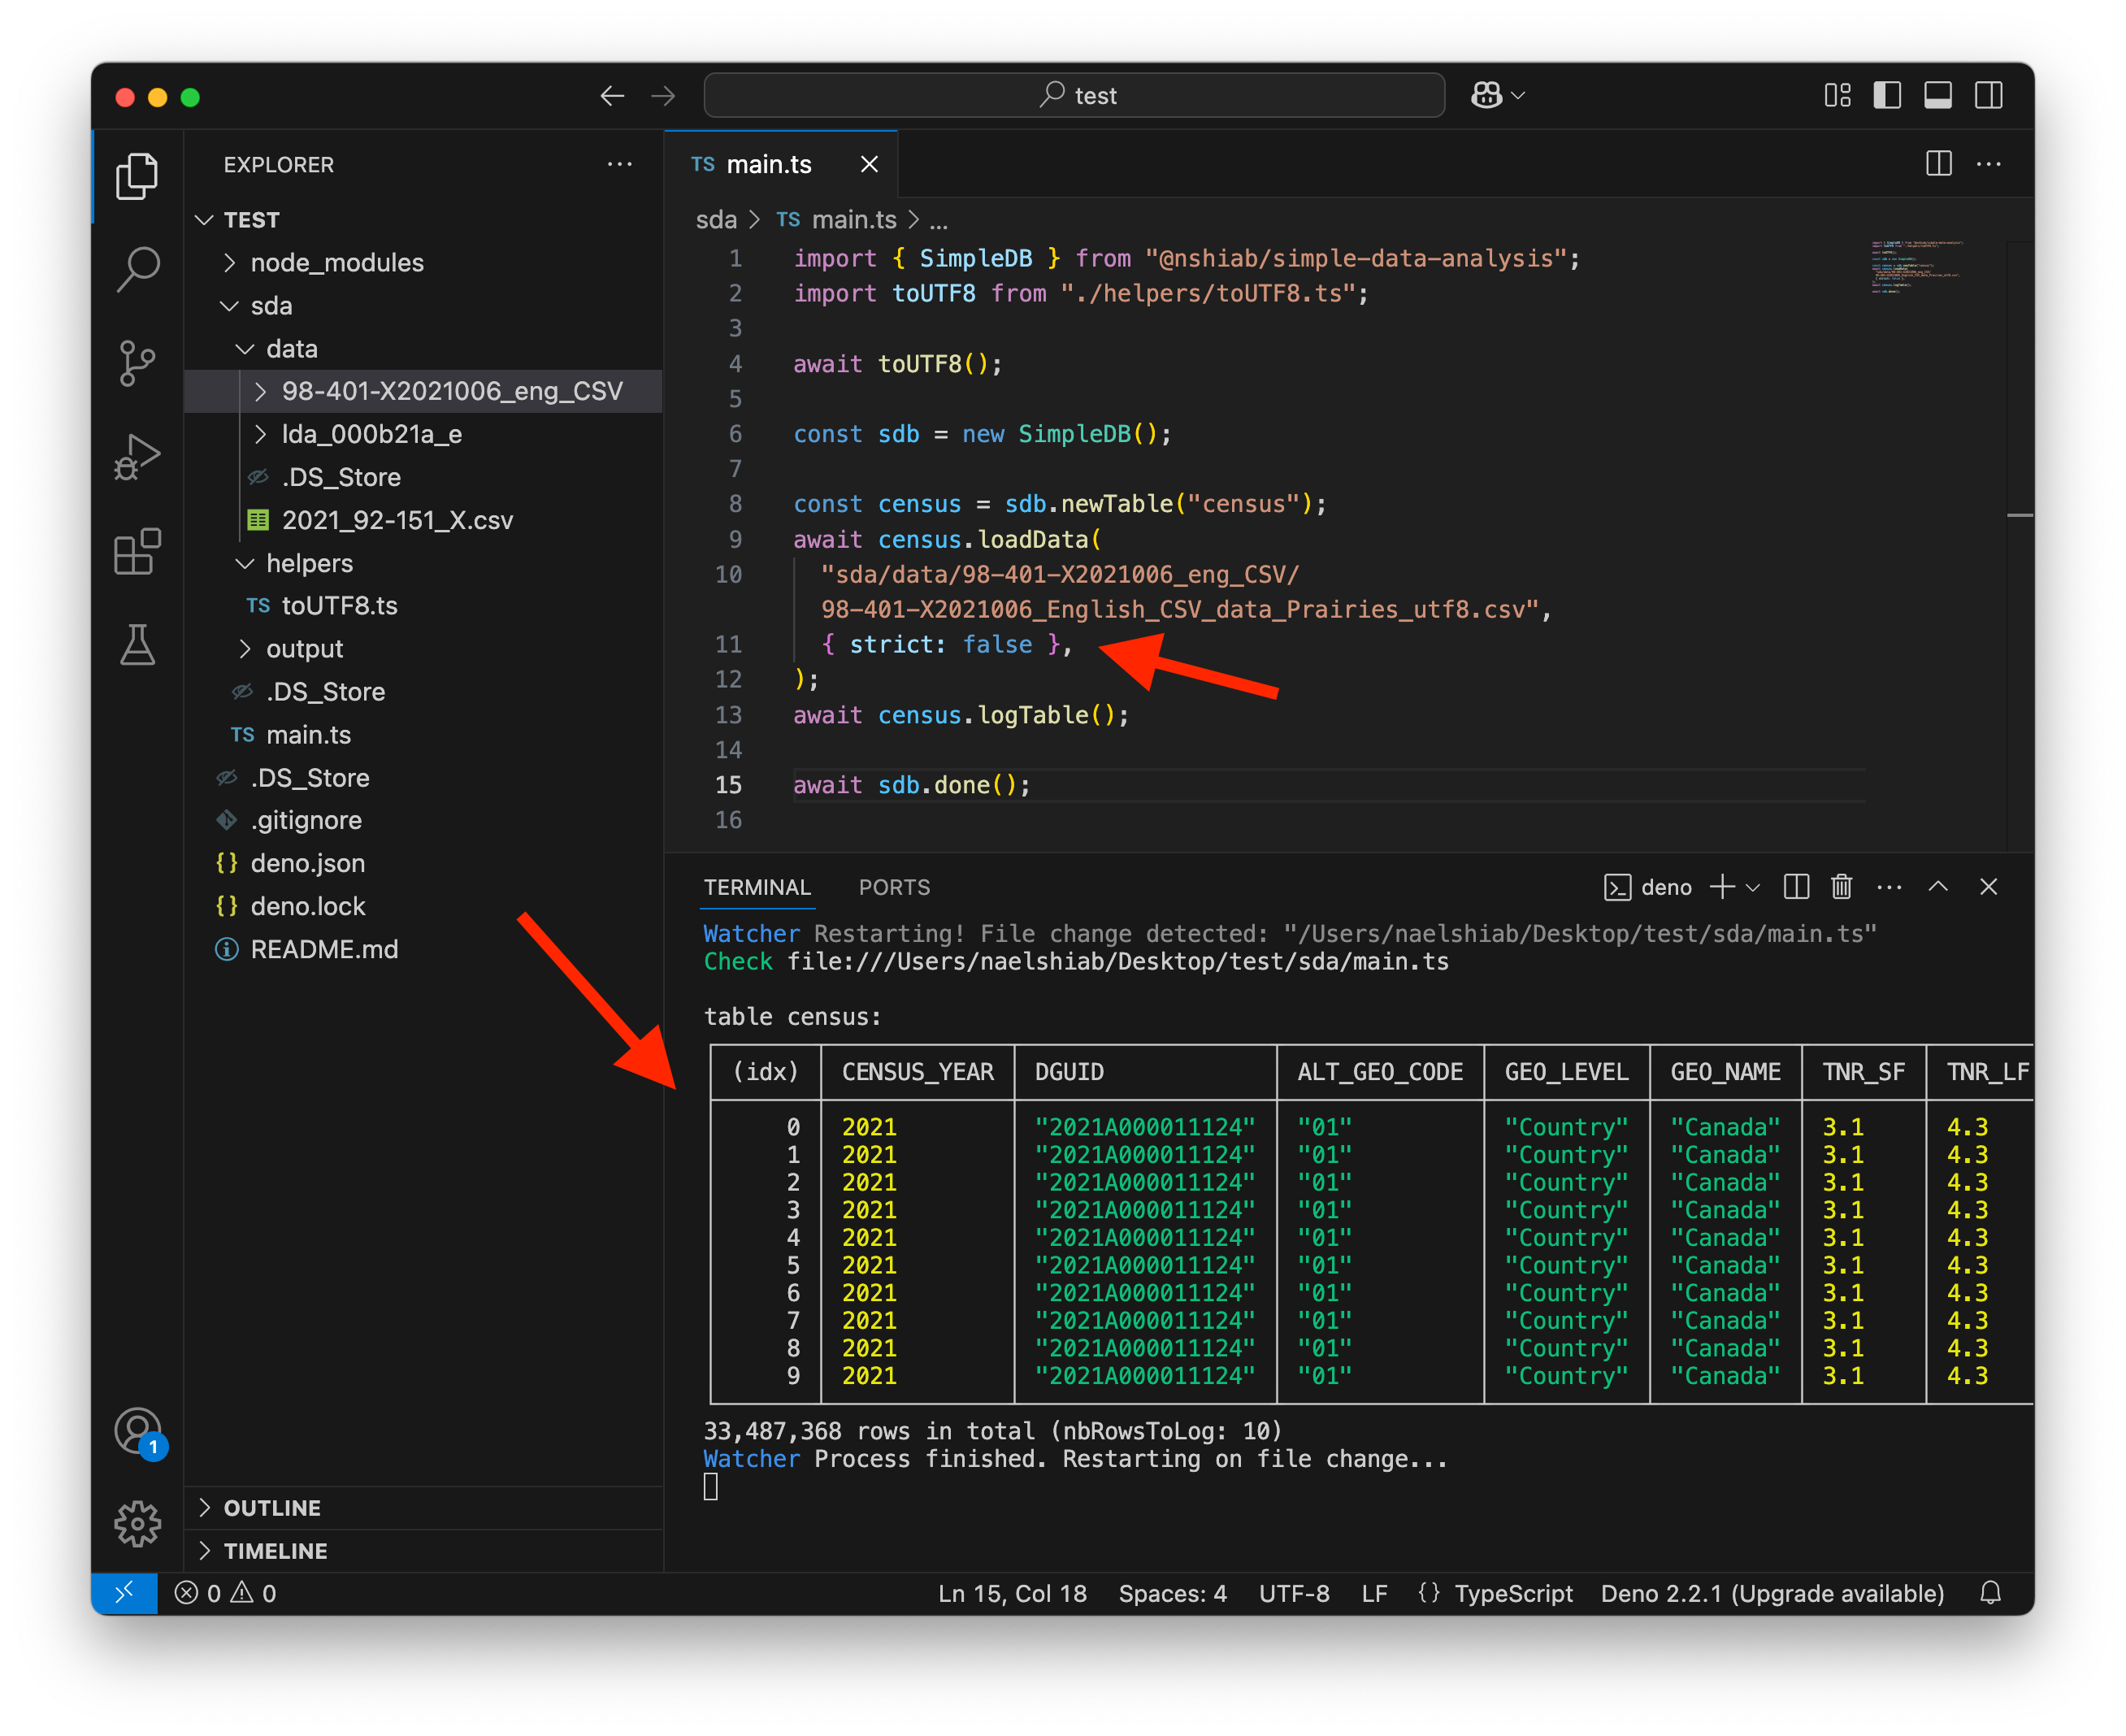 test
EXPLORER
TEST
node_modules
sda
data
98-401-X2021006_eng_CSV
lda_000b21a_e
.DS_Store
2021_92-151_X.csv
helpers
TS toUTF8.ts
output
.DS_Store
TS main.ts
.DS_Store
.gitignore
{} deno.json
{} deno.lock
README.md
OUTLINE
TIMELINE
1
TS main.ts
sda > TS main.ts > ...
1 import { SimpleDB } from "@nshiab/simple-data-analysis";
2 import toUTF8 from "./helpers/toUTF8.ts";
3
4 await toUTF8();
5
6 const sdb = new SimpleDB();
7
8 const census = sdb.newTable("census");
9 await census.loadData(
10 "sda/data/98-401-X2021006_eng_CSV/
98-401-X2021006_English_CSV_data_Prairies_utf8.csv",
11 { strict: false },
12 );
13 await census.logTable();
14
15 await sdb.done();
16
TERMINAL PORTS deno
Watcher Restarting! File change detected: "/Users/naelshiab/Desktop/test/sda/main.ts"
Check file:///Users/naelshiab/Desktop/test/sda/main.ts
table census:
(idx) CENSUS_YEAR DGUID ALT_GEO_CODE GEO_LEVEL GEO_NAME TNR_SF TNR_LF
0 2021 "2021A000011124" "01" "Country" "Canada" 3.1 4.3
1 2021 "2021A000011124" "01" "Country" "Canada" 3.1 4.3
2 2021 "2021A000011124" "01" "Country" "Canada" 3.1 4.3
3 2021 "2021A000011124" "01" "Country" "Canada" 3.1 4.3
4 2021 "2021A000011124" "01" "Country" "Canada" 3.1 4.3
5 2021 "2021A000011124" "01" "Country" "Canada" 3.1 4.3
6 2021 "2021A000011124" "01" "Country" "Canada" 3.1 4.3
7 2021 "2021A000011124" "01" "Country" "Canada" 3.1 4.3
8 2021 "2021A000011124" "01" "Country" "Canada" 3.1 4.3
9 2021 "2021A000011124" "01" "Country" "Canada" 3.1 4.3
33,487,368 rows in total (nbRowsToLog: 10)
Watcher Process finished. Restarting on file change...
0 0 Ln 15, Col 18 Spaces: 4 UTF-8 LF {} TypeScript Deno 2.2.1 (Upgrade available)